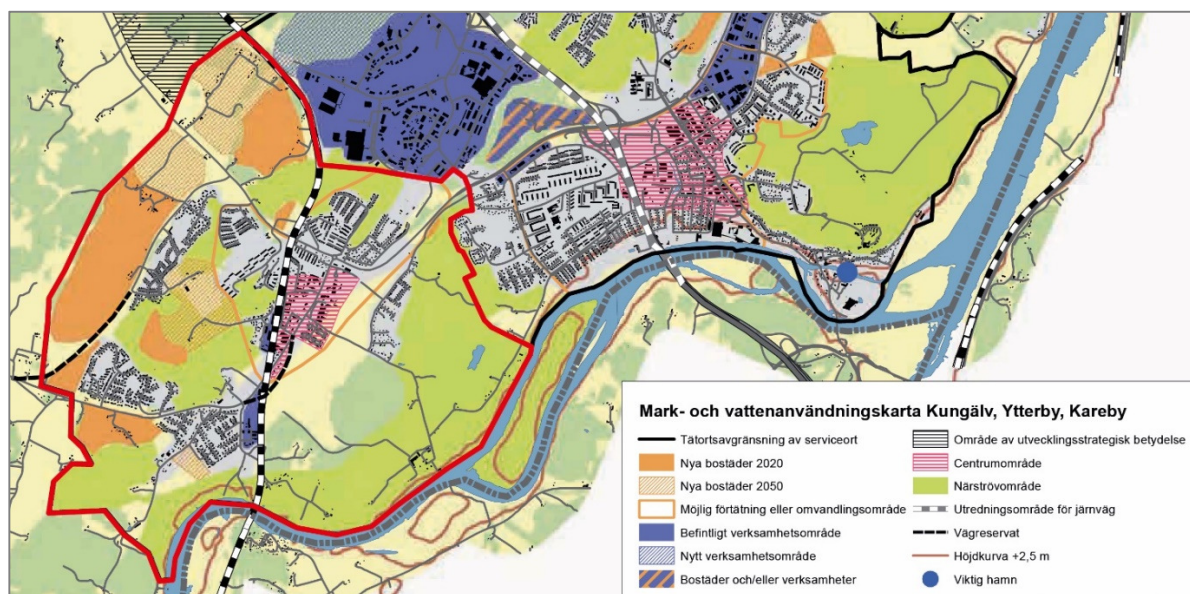 Mark- och vattenanvändningskarta Kungälv, Ytterby, Kareby
Tätortsavgränsning av serviceort
Nya bostäder 2020
Nya bostäder 2050
Möjlig förtätning eller omvandlingsområde
Befintligt verksamhetsområde
Nytt verksamhetsområde
Bostäder och/eller verksamheter
Område av utvecklingsstrategisk betydelse
Centrumområde
Närströvområde
Utredningsområde för järnväg
Vägreservat
Höjdkurva +2,5 m
Viktig hamn